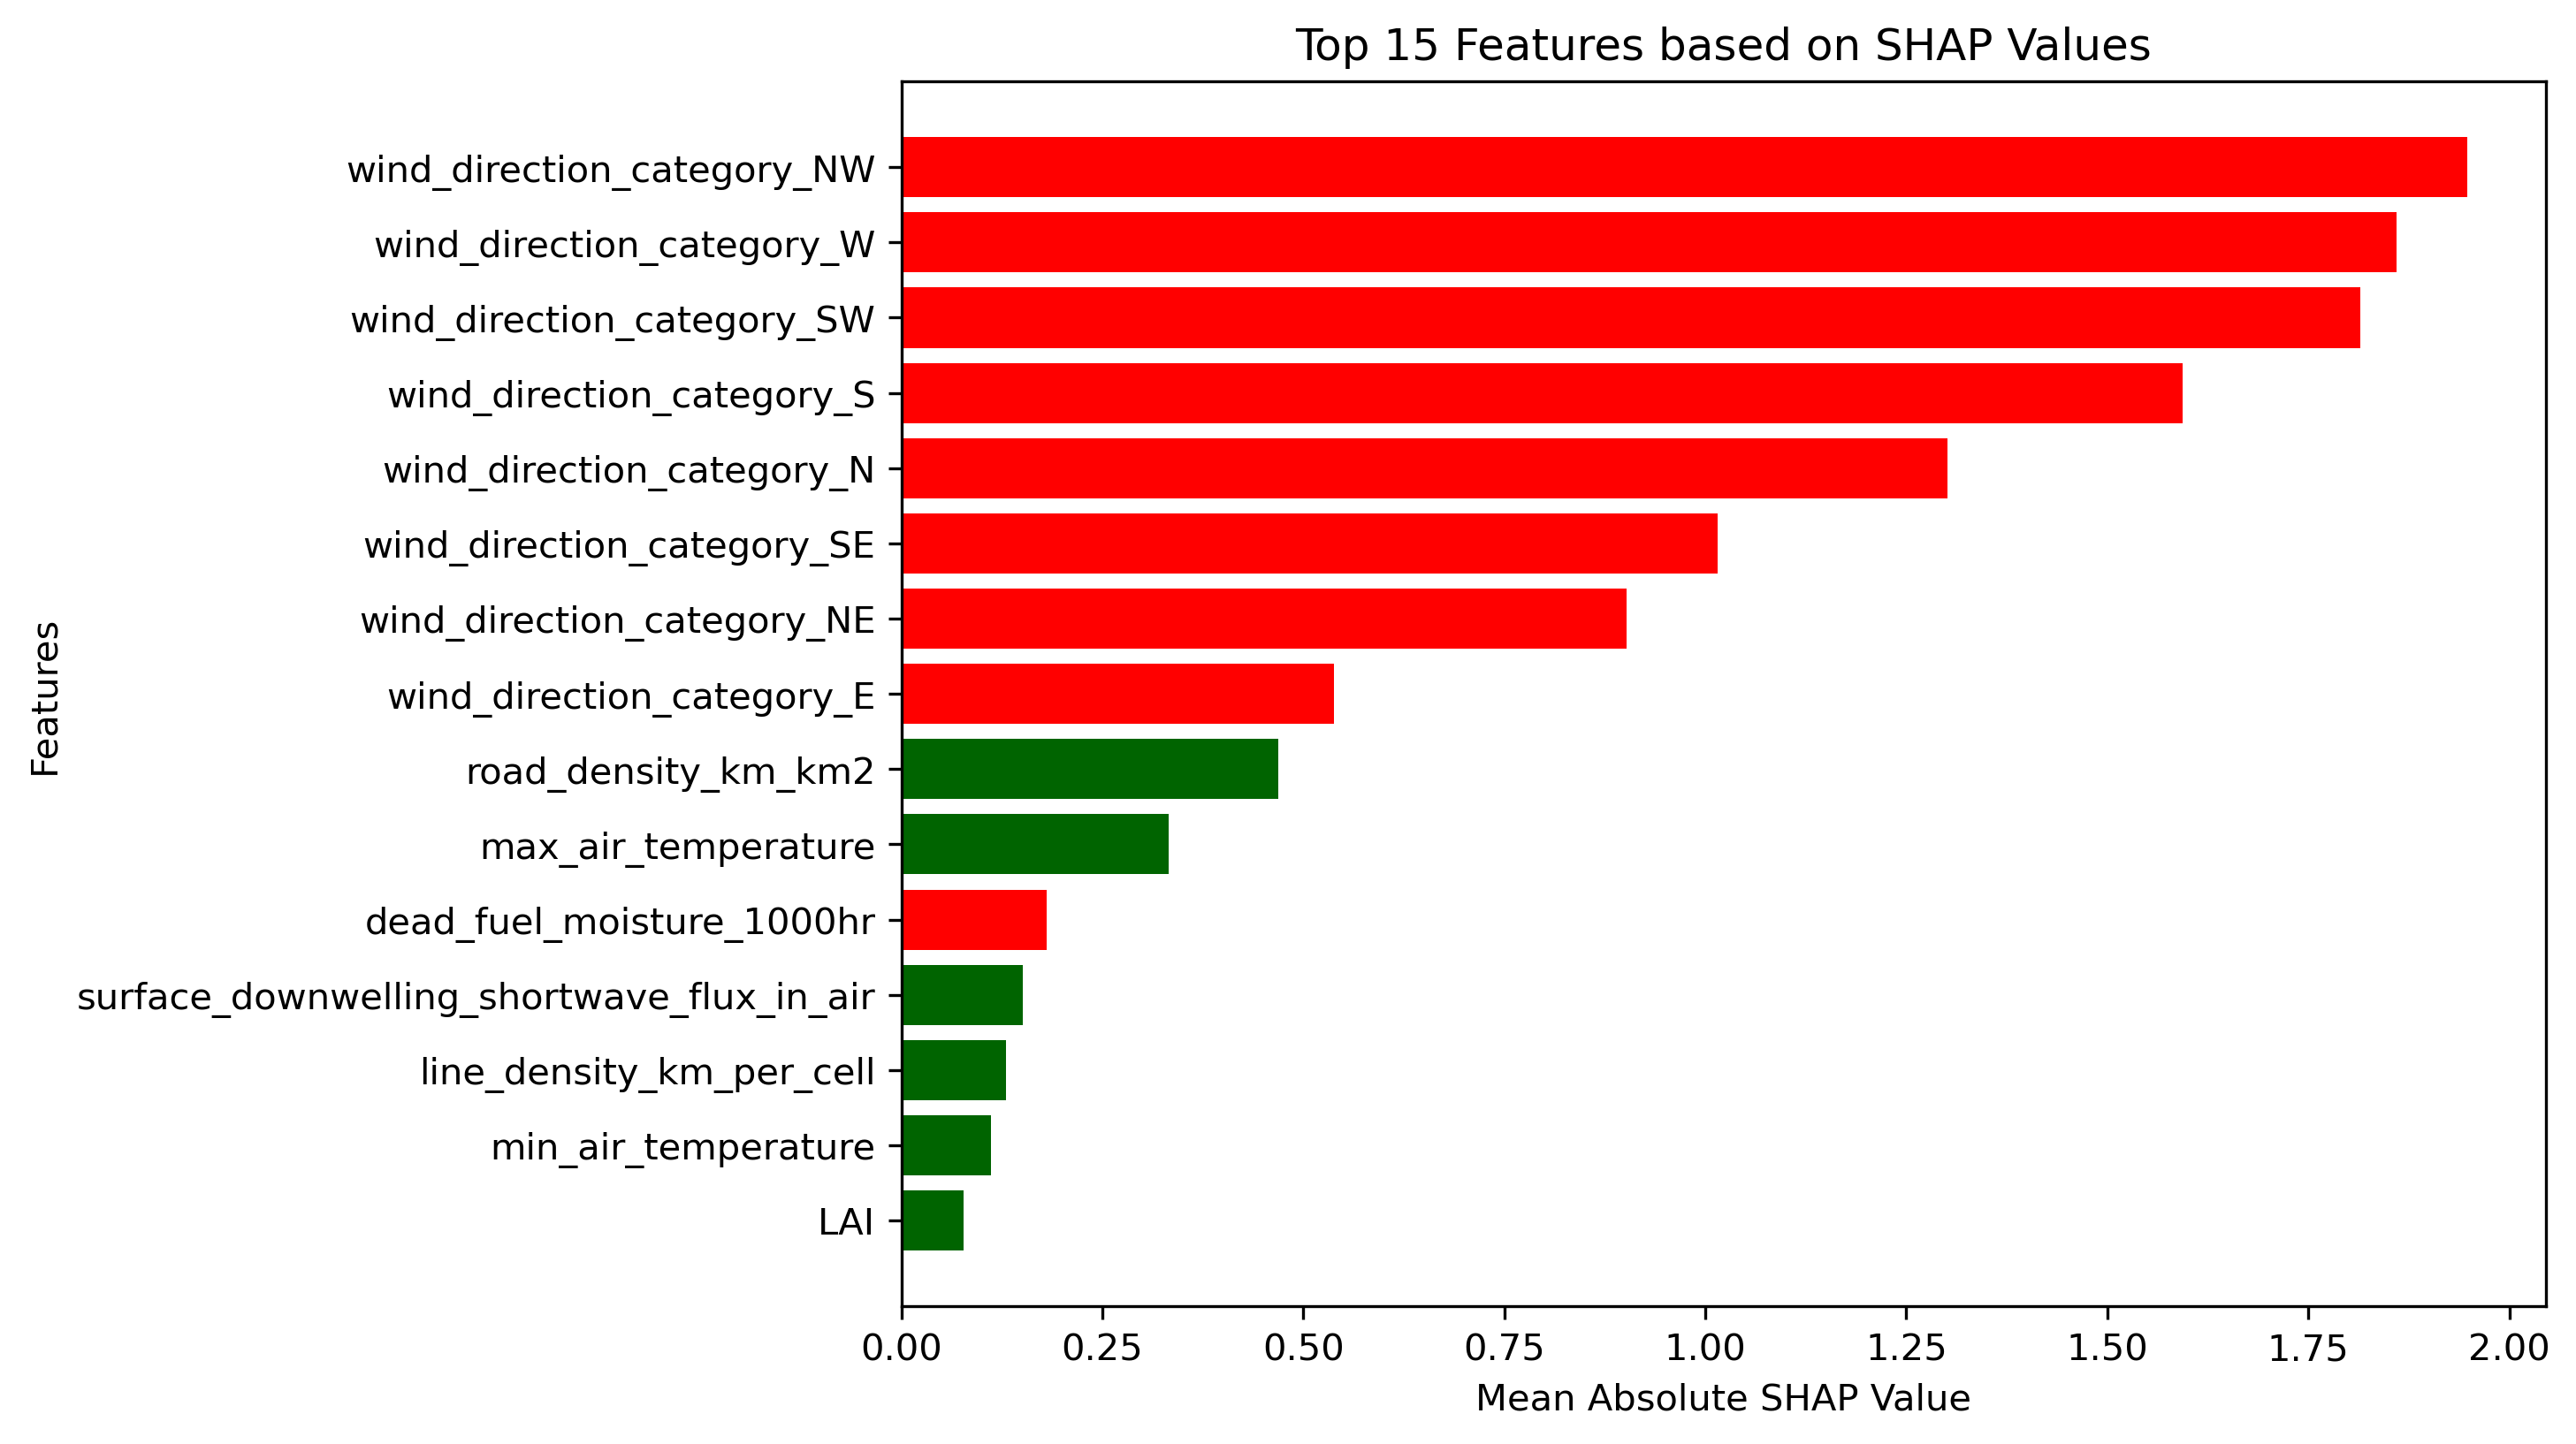 Top 15 Features based on SHAP Values
wind_direction_category_NW
wind_direction_category_W
wind_direction_category_SW
wind_direction_category_S
wind_direction_category_N
wind_direction_category_SE
wind_direction_category_NE
wind_direction_category_E
road_density_km_km2
max_air_temperature
dead_fuel_moisture_1000hr
surface_downwelling_shortwave_flux_in_air
line_density_km_per_cell
min_air_temperature
LAI
Features
0.00 0.25 0.50 0.75 1.00 1.25 1.50 1.75 2.00
Mean Absolute SHAP Value